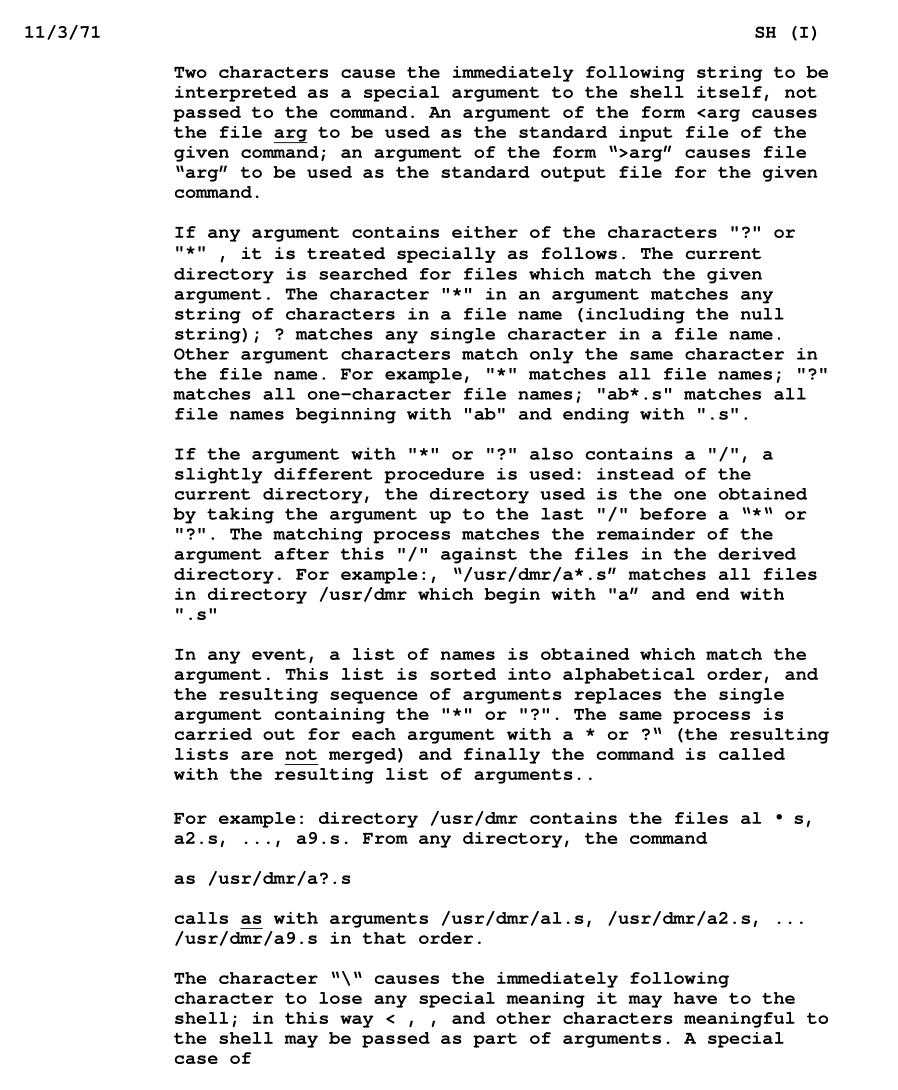 11/3/71 SH (I)
Two characters cause the immediately following string to be
interpreted as a special argument to the shell itself, not
passed to the command. An argument of the form <arg causes
the file arg to be used as the standard input file of the
given command; an argument of the form “>arg” causes file
“arg” to be used as the standard output file for the given
command.
If any argument contains either of the characters "?" or
"*" , it is treated specially as follows. The current
directory is searched for files which match the given
argument. The character "*" in an argument matches any
string of characters in a file name (including the null
string); ? matches any single character in a file name.
Other argument characters match only the same character in
the file name. For example, "*" matches all file names; "?"
matches all one-character file names; "ab*.s" matches all
file names beginning with "ab" and ending with ".s".
If the argument with "*" or "?" also contains a "/", a
slightly different procedure is used: instead of the
current directory, the directory used is the one obtained
by taking the argument up to the last "/" before a “*“ or
"?". The matching process matches the remainder of the
argument after this "/" against the files in the derived
directory. For example:, “/usr/dmr/a*.s” matches all files
in directory /usr/dmr which begin with "a” and end with
".s"
In any event, a list of names is obtained which match the
argument. This list is sorted into alphabetical order, and
the resulting sequence of arguments replaces the single
argument containing the "*" or "?". The same process is
carried out for each argument with a * or ?“ (the resulting
lists are not merged) and finally the command is called
with the resulting list of arguments..
For example: directory /usr/dmr contains the files al • s,
a2.s, ..., a9.s. From any directory, the command
as /usr/dmr/a?.s
calls as with arguments /usr/dmr/al.s, /usr/dmr/a2.s, ...
/usr/dmr/a9.s in that order.
The character “\“ causes the immediately following
character to lose any special meaning it may have to the
shell; in this way < , , and other characters meaningful to
the shell may be passed as part of arguments. A special
case of